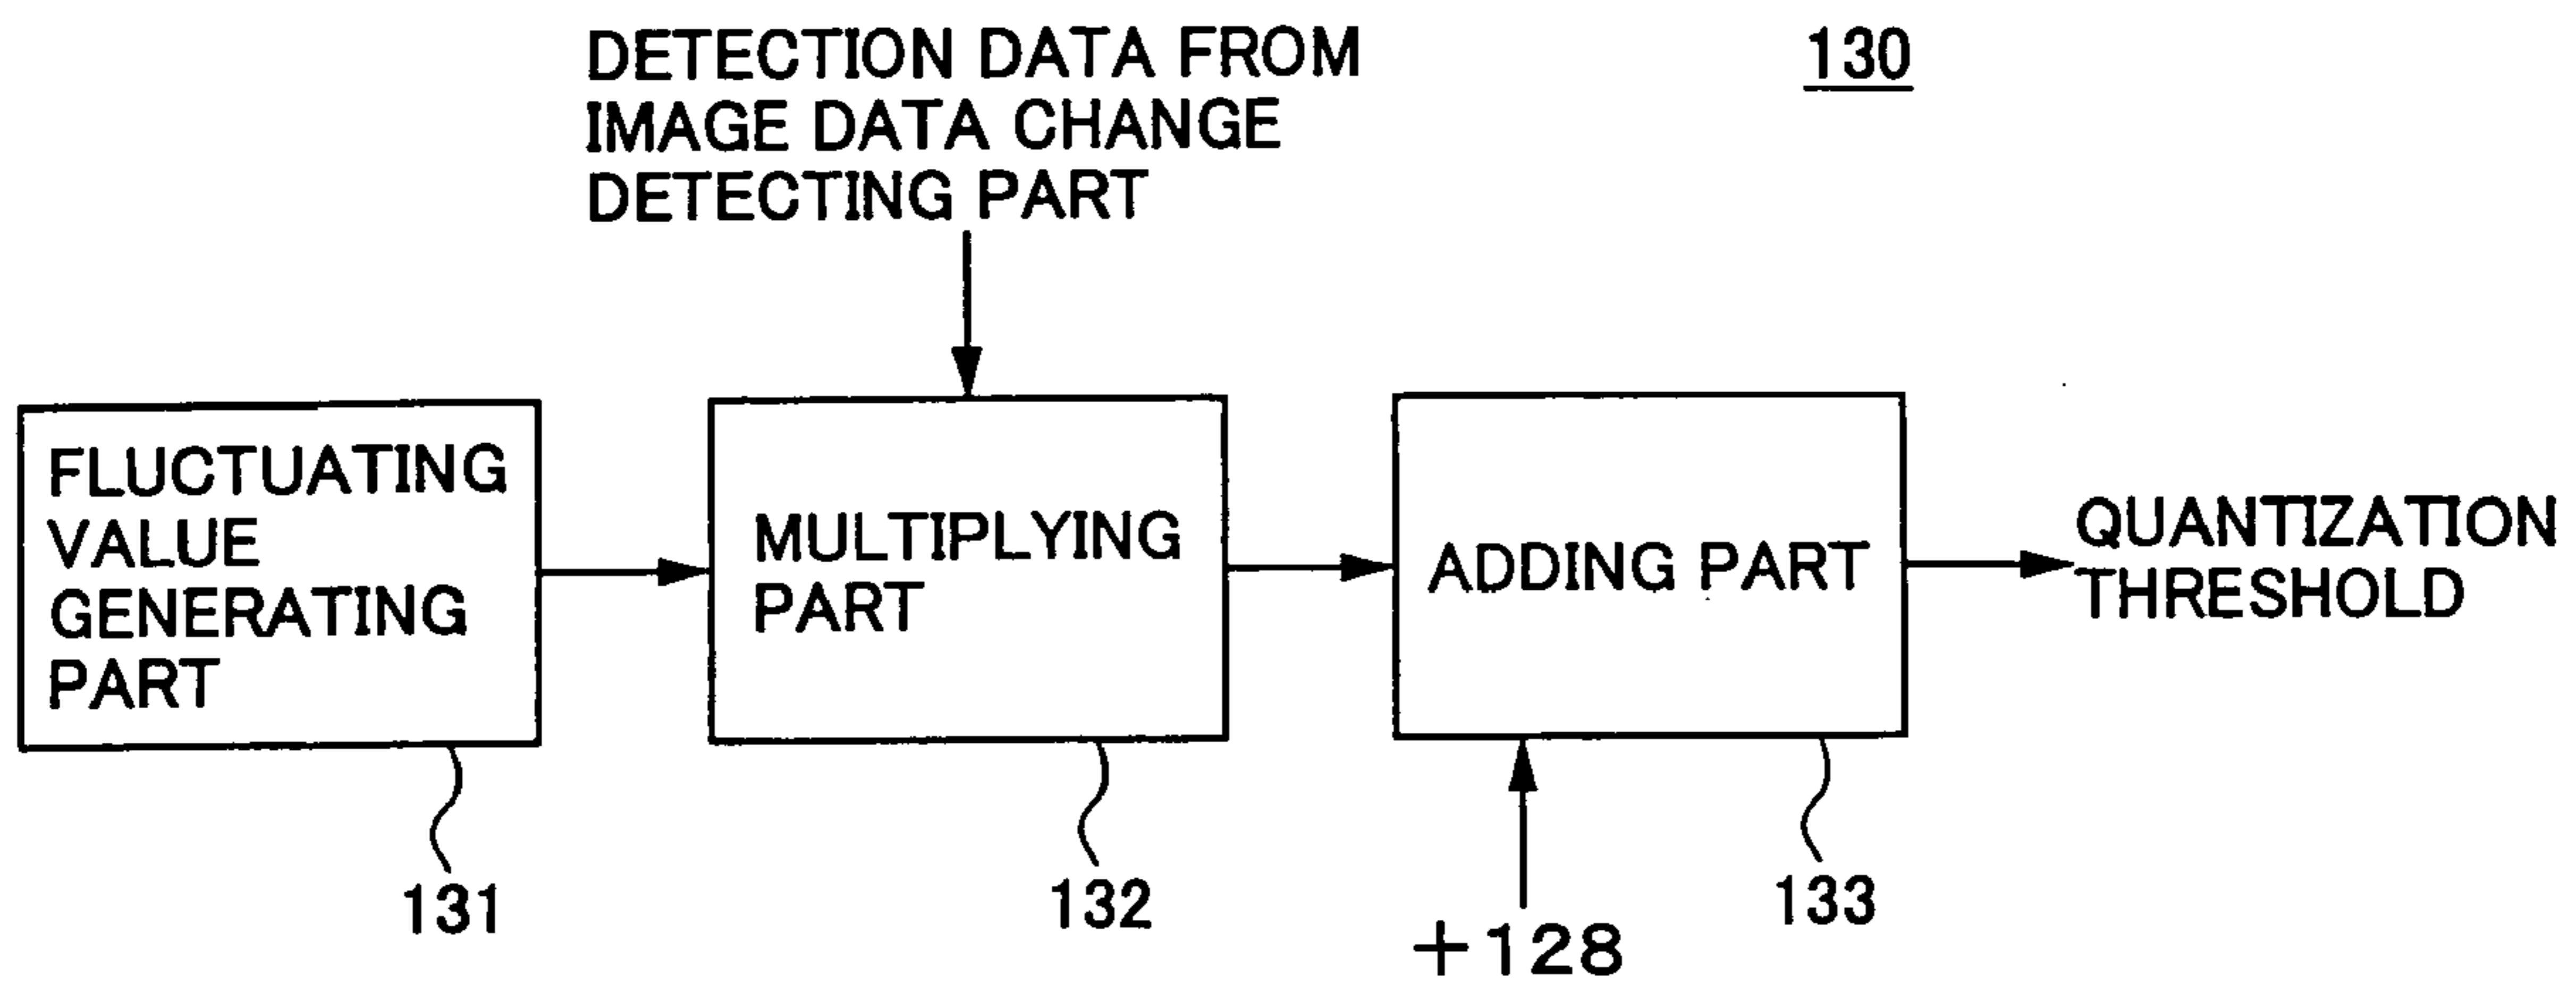 DETECTION DATA FROM
IMAGE DATA CHANGE
DETECTING PART
130
FLUCTUATING
VALUE
GENERATING
PART
MULTIPLYING
PART
ADDING PART
QUANTIZATION
THRESHOLD
131
132
133
+128